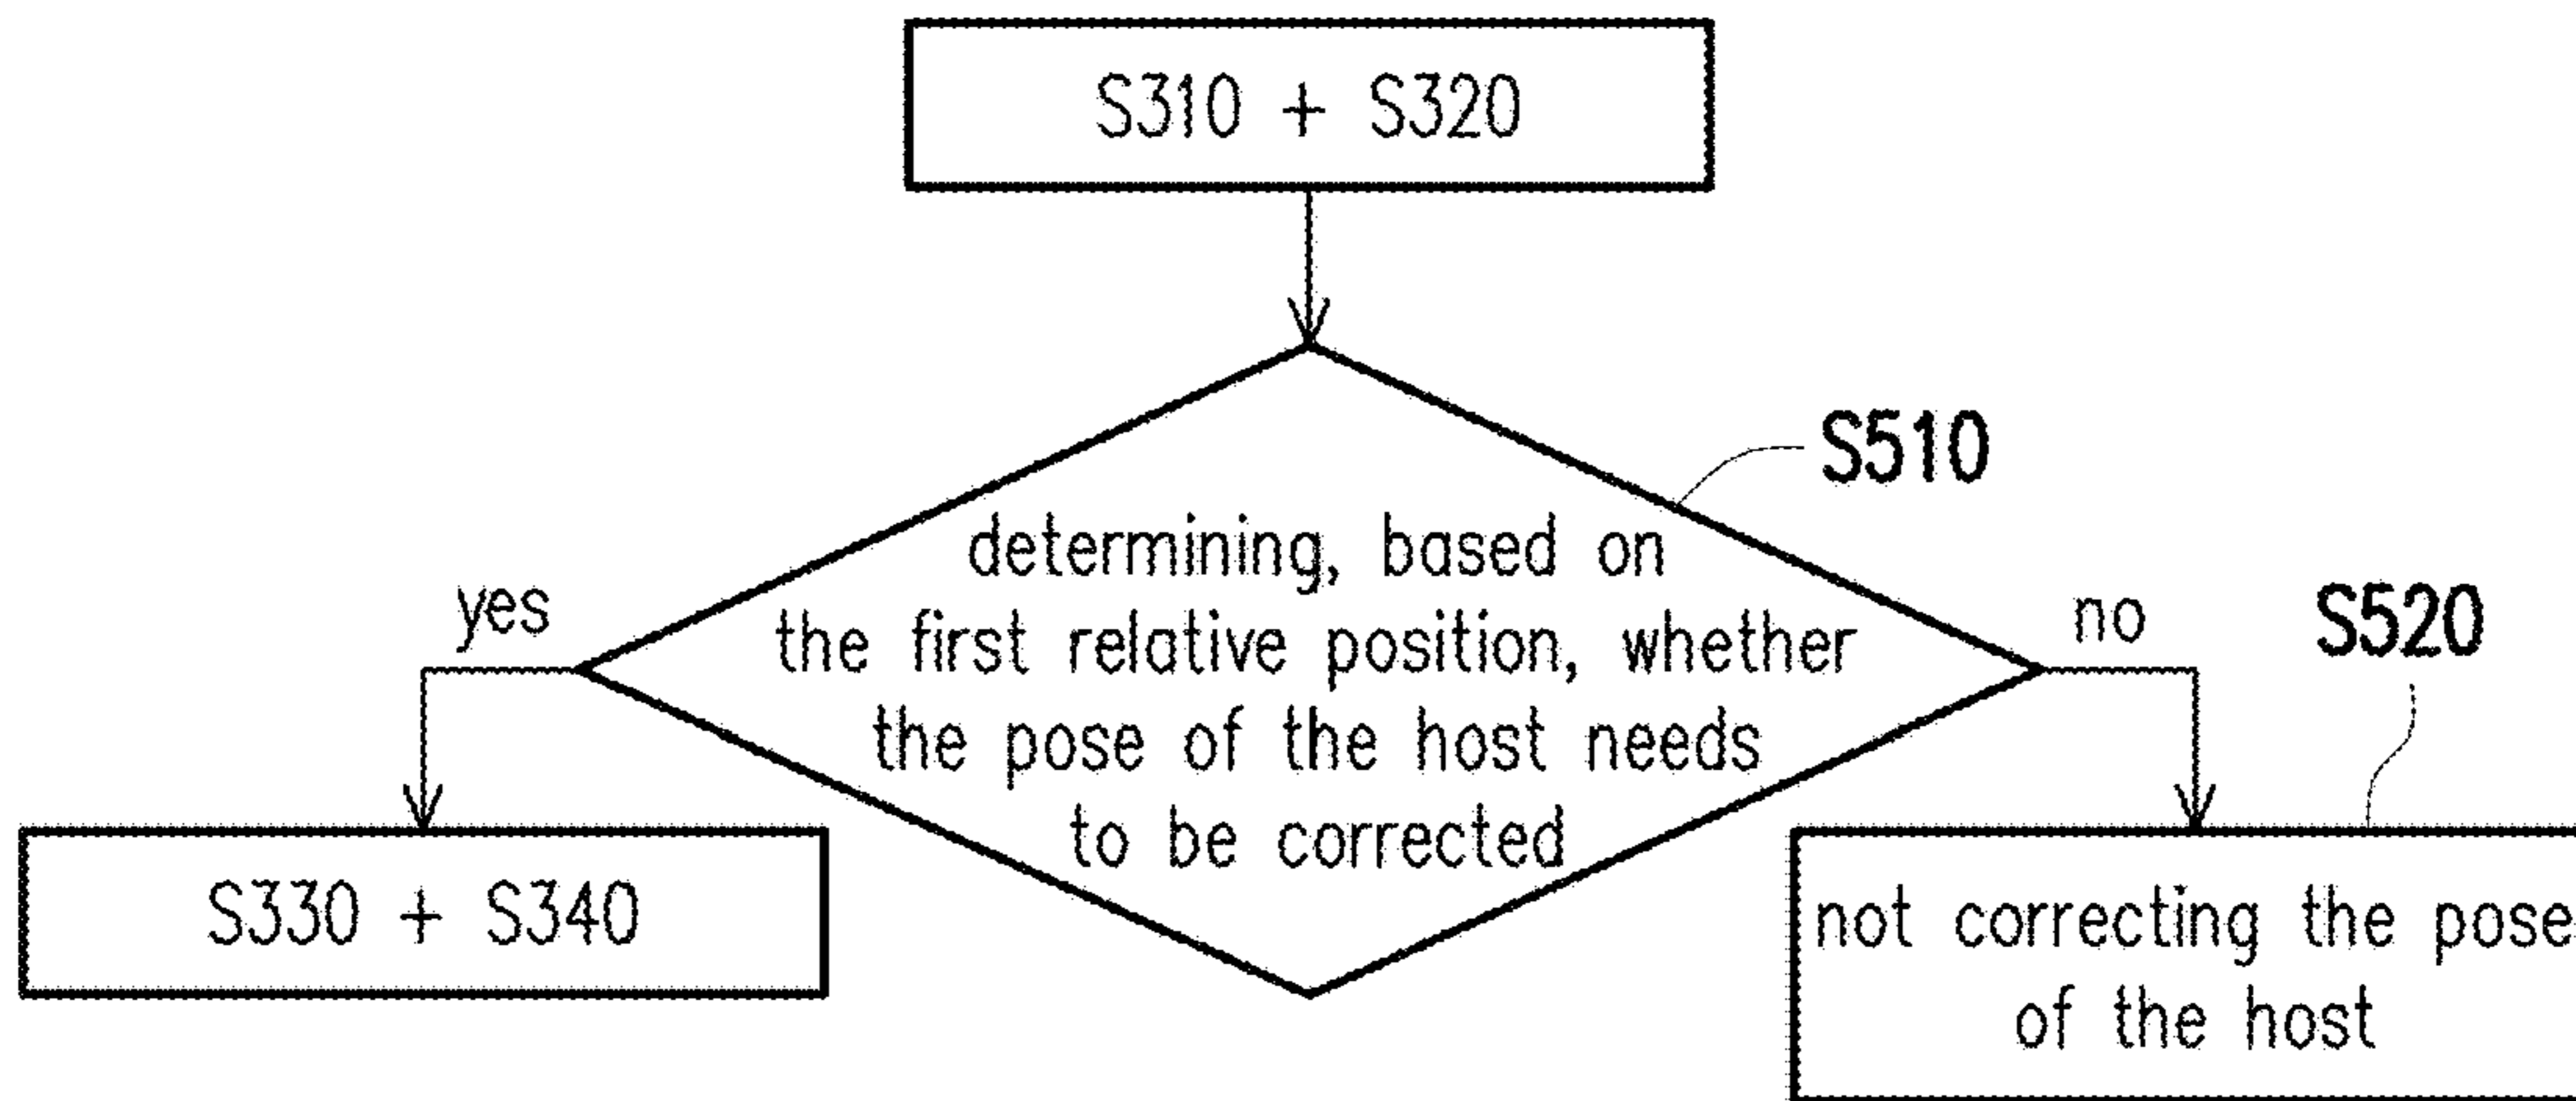 S310 + S320
S510
determining, based on
the first relative position, whether
the pose of the host needs
to be corrected
yes
no
S520
S330 + S340
not correcting the pose
of the host